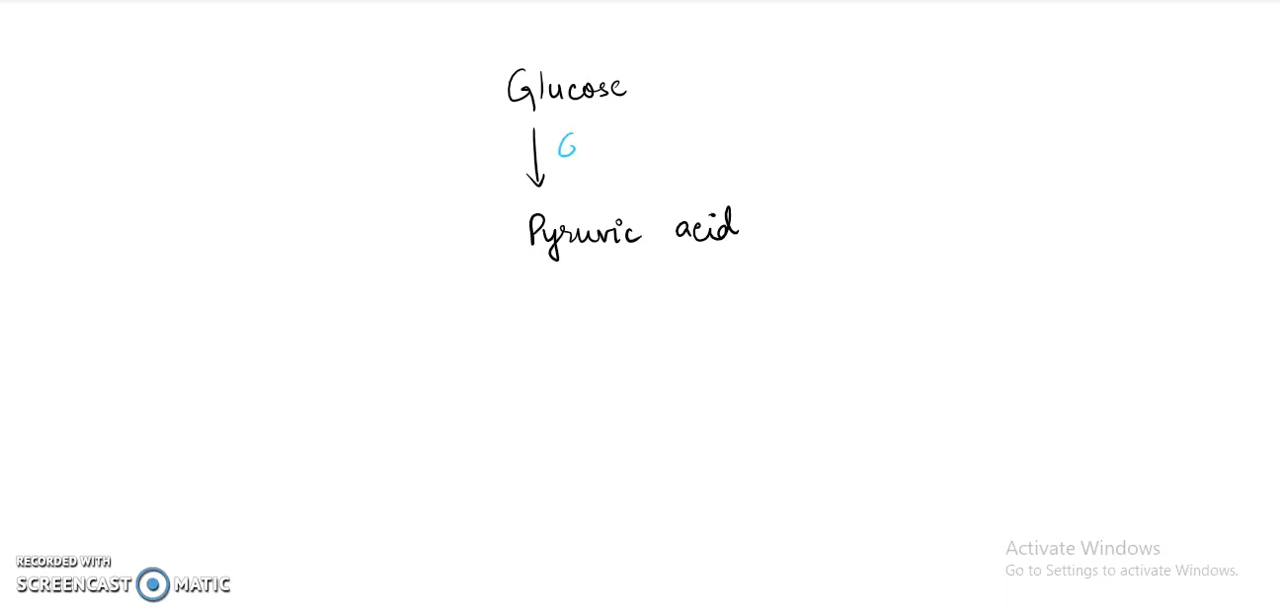 Glucose
G
Pyruvic acid
RECORDED WITH
SCREENCAST MATIC
Activate Windows
Go to Settings to activate Windows.